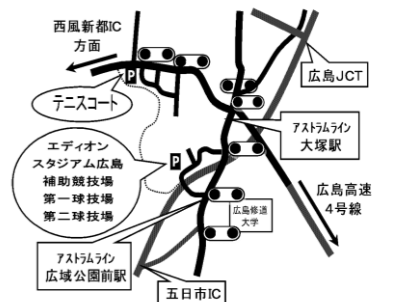 西風新都IC
方面
P
テニスコート
広島JCT
アストラムライン
大塚駅
エディオン
スタジアム広島
補助競技場
第一球技場
第二球技場
P
広島高速
4号線
広島修道
大学
アストラムライン
広域公園前駅
五日市IC